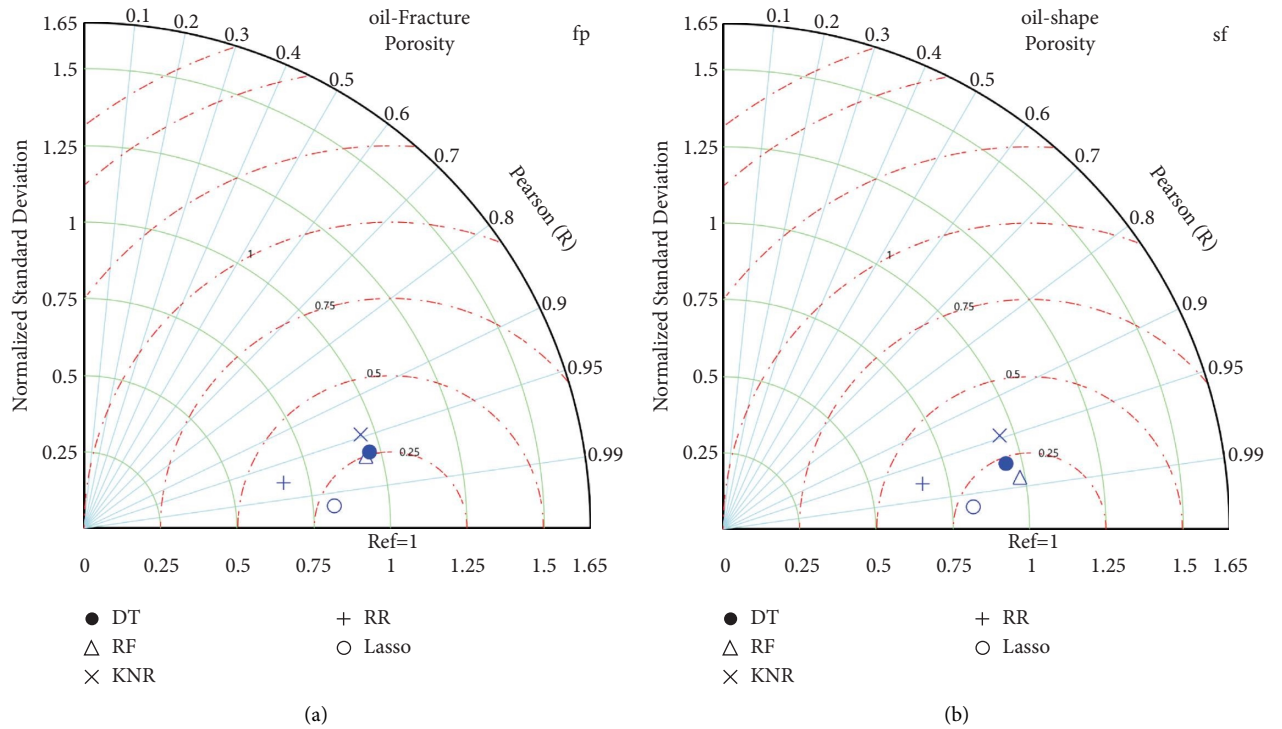 oil-Fracture
Porosity
fp
1.65
1.5
1.25
1
0.75
0.5
0.25
Normalized Standard Deviation
0.1
0.2
0.3
0.4
0.5
0.6
0.7
0.8
0.9
0.95
0.99
Pearson (R)
1
0.75
0.5
0.25
Ref=1
0 0.25 0.5 0.75 1 1.25 1.5 1.65
DT
RF
KNR
RR
Lasso
(a)
oil-shape
Porosity
sf
1.65
1.5
1.25
1
0.75
0.5
0.25
Normalized Standard Deviation
0.1
0.2
0.3
0.4
0.5
0.6
0.7
0.8
0.9
0.95
0.99
Pearson (R)
1
0.75
0.5
0.25
Ref=1
0 0.25 0.5 0.75 1 1.25 1.5 1.65
DT
RF
KNR
RR
Lasso
(b)